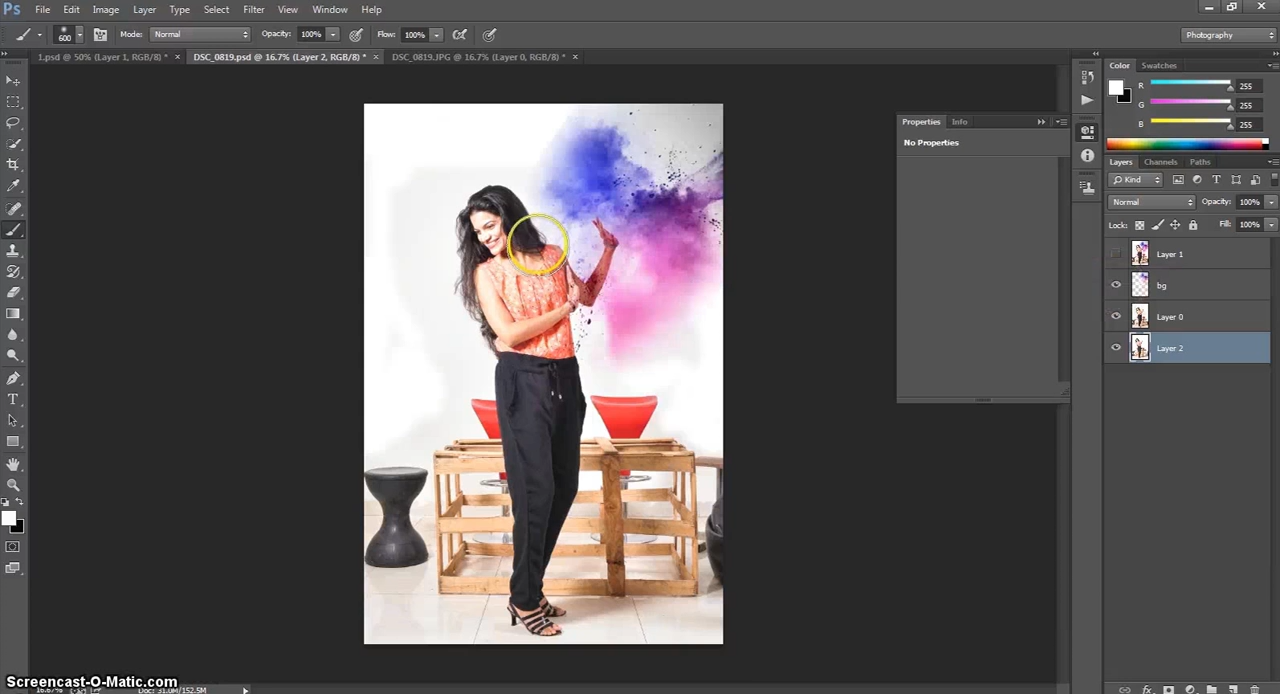 Ps File Edit Image Layer Type Select Filter View Window Help
600 Mode: Normal Opacity: 100% Flow: 100% Photography
1.psd @ 50% (Layer 1, RGB/8) * × DSC_0819.psd @ 16.7% (Layer 2, RGB/8) * × DSC_0819.JPG @ 16.7% (Layer 0, RGB/8) * ×
Color Swatches
R 255
G 255
B 255
Properties Info
No Properties
Layers Channels Paths
Kind
Normal Opacity: 100%
Lock: Fill: 100%
Layer 1
bg
Layer 0
Layer 2
Screencast-O-Matic.com